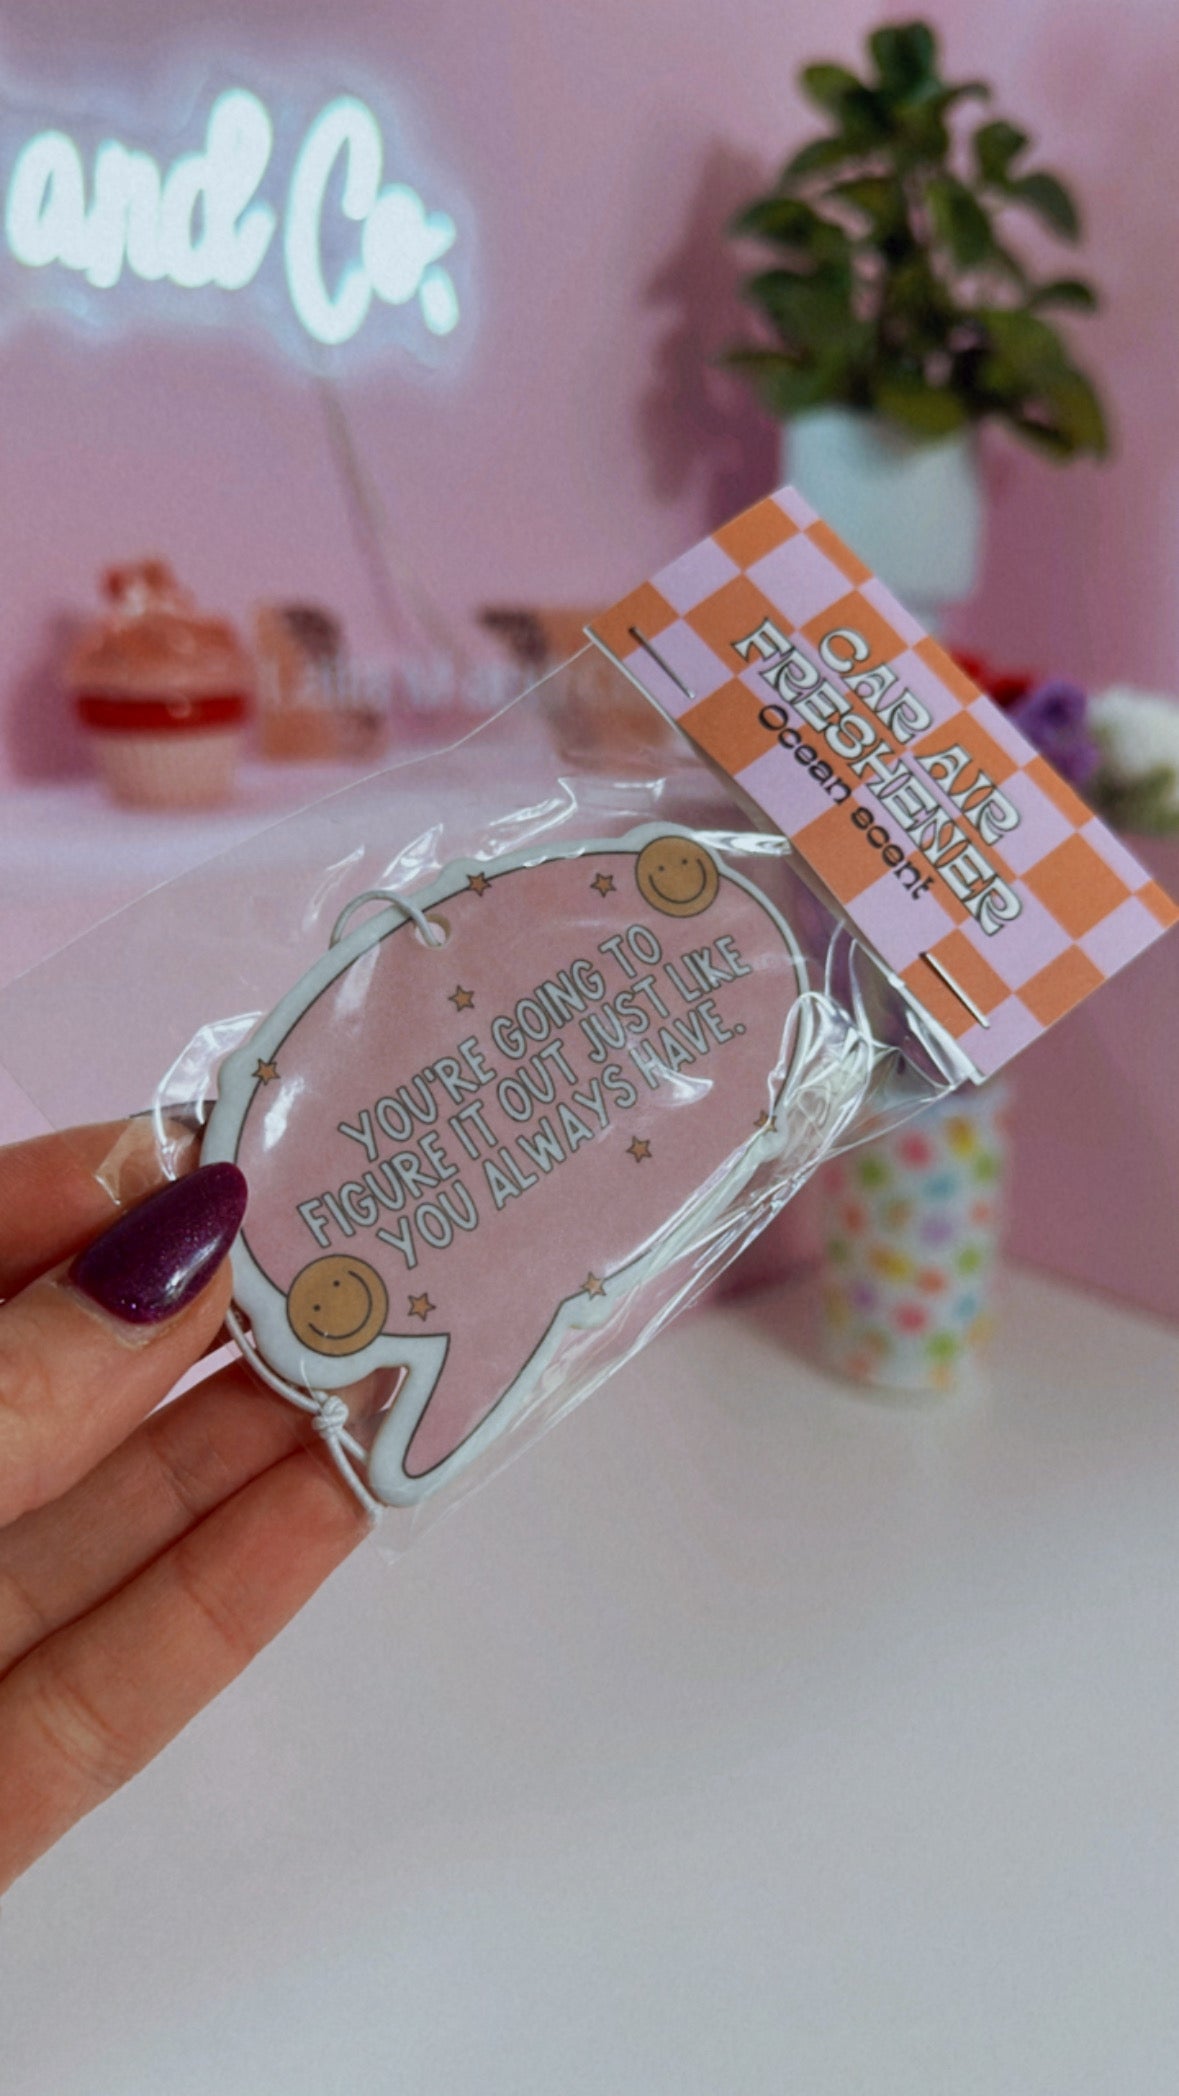 and Co.
CAR AIR
FRESHENER
Ocean scent
YOU'RE GOING TO
FIGURE IT OUT JUST LIKE
YOU ALWAYS HAVE.